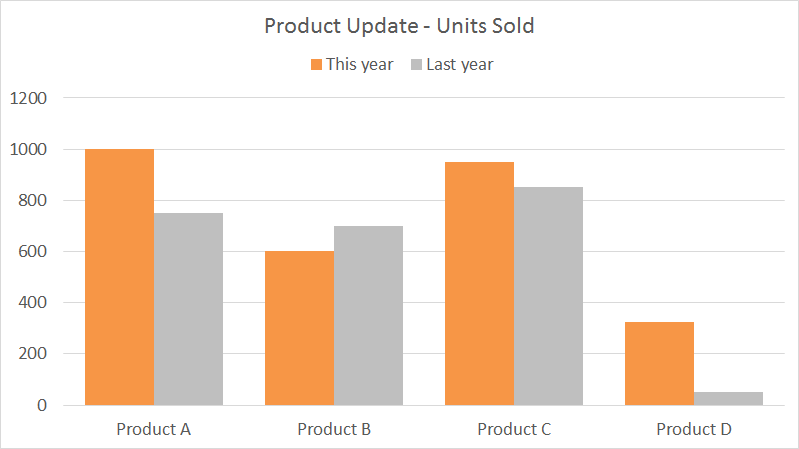 Product Update - Units Sold
This year Last year
1200
1000
800
600
400
200
0
Product A Product B Product C Product D